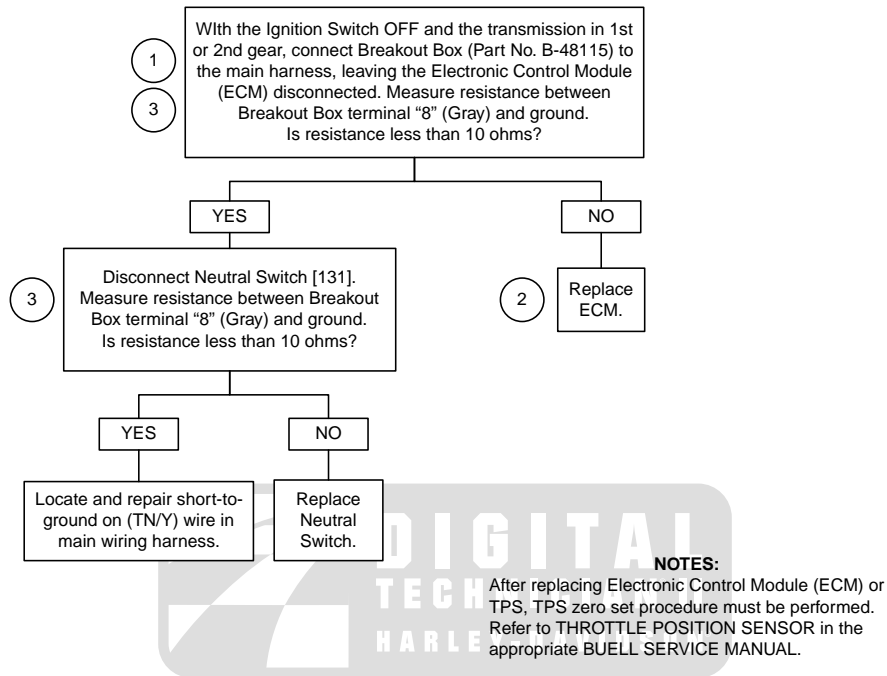 WIth the Ignition Switch OFF and the transmission in 1st
or 2nd gear, connect Breakout Box (Part No. B-48115) to
the main harness, leaving the Electronic Control Module
(ECM) disconnected. Measure resistance between
Breakout Box terminal “8” (Gray) and ground.
Is resistance less than 10 ohms?
1
3
YES
NO
3
Disconnect Neutral Switch [131].
Measure resistance between Breakout
Box terminal “8” (Gray) and ground.
Is resistance less than 10 ohms?
2
Replace
ECM.
YES
NO
Locate and repair short-to-
ground on (TN/Y) wire in
main wiring harness.
Replace
Neutral
Switch.
DIGITAL
TECHNICIAN II
HARLEY-DAVIDSON
NOTES:
After replacing Electronic Control Module (ECM) or
TPS, TPS zero set procedure must be performed.
Refer to THROTTLE POSITION SENSOR in the
appropriate BUELL SERVICE MANUAL.